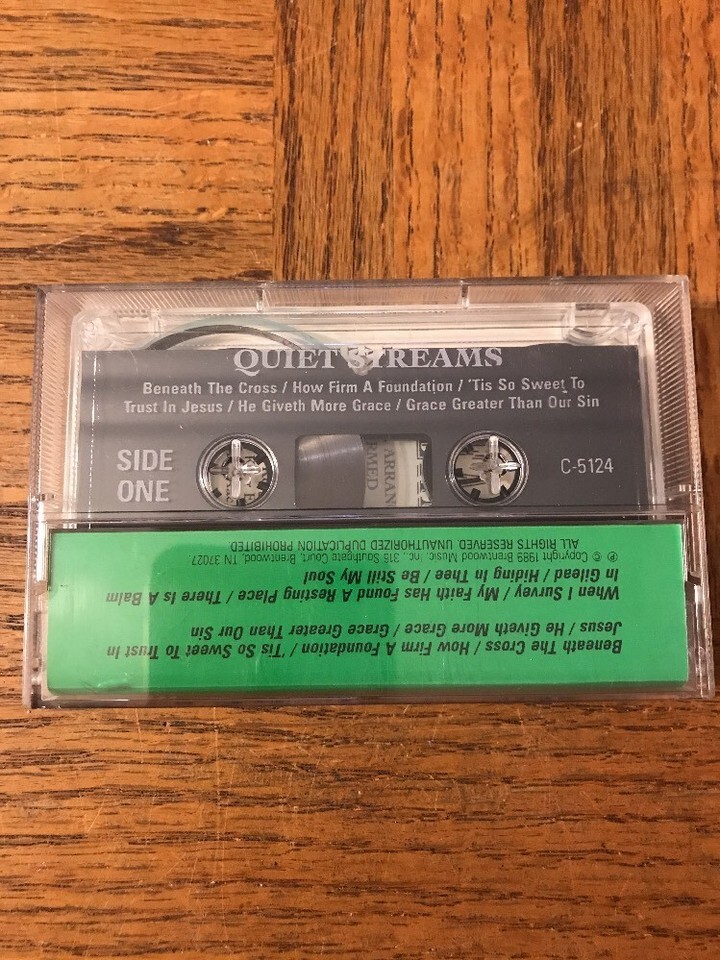 QUIET STREAMS
Beneath The Cross / How Firm A Foundation / 'Tis So Sweet To
Trust In Jesus / He Giveth More Grace / Grace Greater Than Our Sin
SIDE
ONE
C-5124
ARRAN
RMED
Beneath The Cross / How Firm A Foundation / 'Tis So Sweet To Trust In
Jesus / He Giveth More Grace / Grace Greater Than Our Sin
When I Survey / My Faith Has Found A Resting Place / There Is A Balm
In Gilead / Hiding In Thee / Be Still My Soul
℗ © Copyright 1989 Brentwood Music, Inc., 316 Southgate Court, Brentwood, TN 37027
ALL RIGHTS RESERVED. UNAUTHORIZED DUPLICATION PROHIBITED